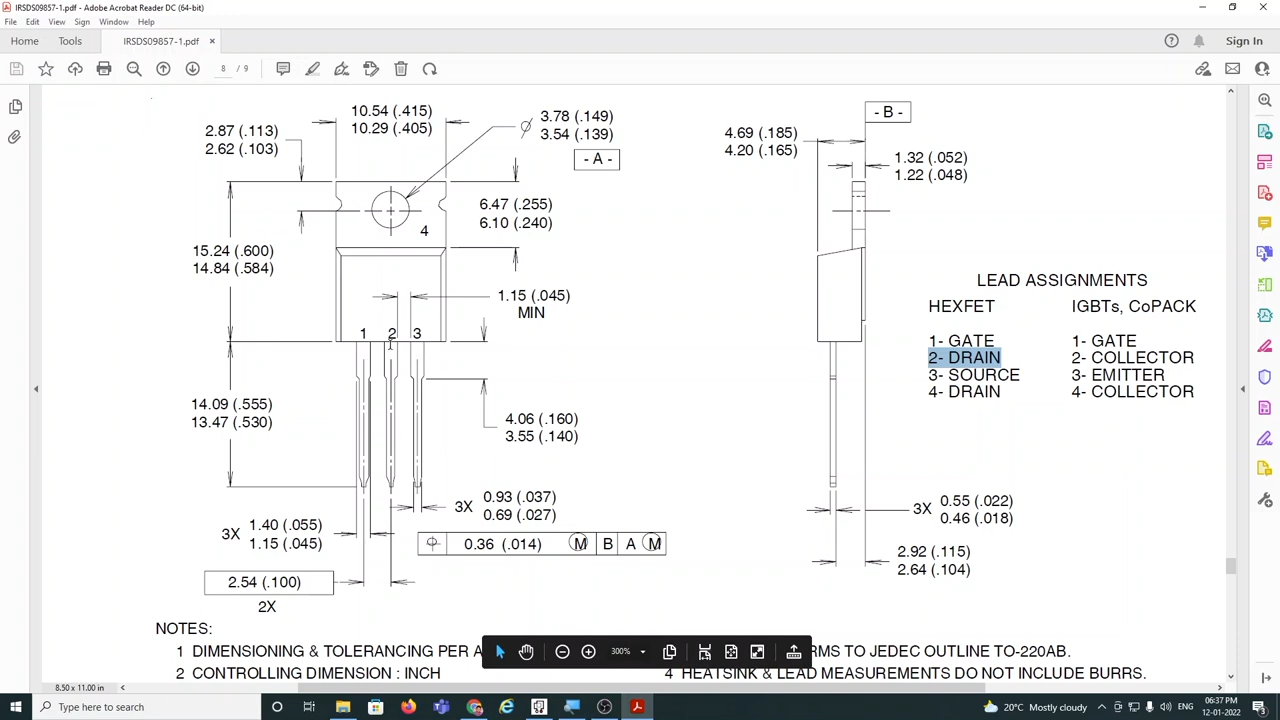 IRSDS09857-1.pdf - Adobe Acrobat Reader DC (64-bit)
File Edit View Sign Window Help
Home Tools IRSDS09857-1.pdf × Sign In
8 / 9
10.54 (.415)
10.29 (.405)
3.78 (.149)
3.54 (.139)
- A -
2.87 (.113)
2.62 (.103)
6.47 (.255)
6.10 (.240)
4
15.24 (.600)
14.84 (.584)
1.15 (.045)
MIN
1 2 3
14.09 (.555)
13.47 (.530)
4.06 (.160)
3.55 (.140)
3X 0.93 (.037)
0.69 (.027)
3X 1.40 (.055)
1.15 (.045)
0.36 (.014) M B A M
2.54 (.100)
2X
- B -
4.69 (.185)
4.20 (.165)
1.32 (.052)
1.22 (.048)
LEAD ASSIGNMENTS
HEXFET IGBTs, CoPACK
1- GATE 1- GATE
2- DRAIN 2- COLLECTOR
3- SOURCE 3- EMITTER
4- DRAIN 4- COLLECTOR
3X 0.55 (.022)
0.46 (.018)
2.92 (.115)
2.64 (.104)
NOTES:
1 DIMENSIONING & TOLERANCING PER A
RMS TO JEDEC OUTLINE TO-220AB.
2 CONTROLLING DIMENSION : INCH
4 HEATSINK & LEAD MEASUREMENTS DO NOT INCLUDE BURRS.
300%
8.50 x 11.00 in
Type here to search
20°C Mostly cloudy
ENG
06:37 PM
12-01-2022
3